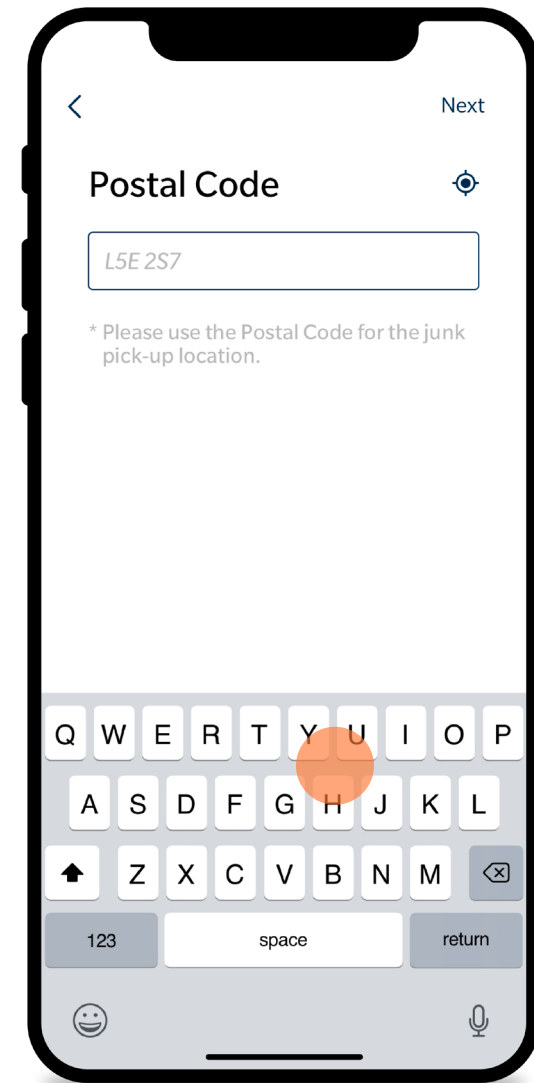 Next
Postal Code
L5E 2S7
* Please use the Postal Code for the junk
pick-up location.
Q W E R T Y U I O P
A S D F G H J K L
Z X C V B N M
123 space return